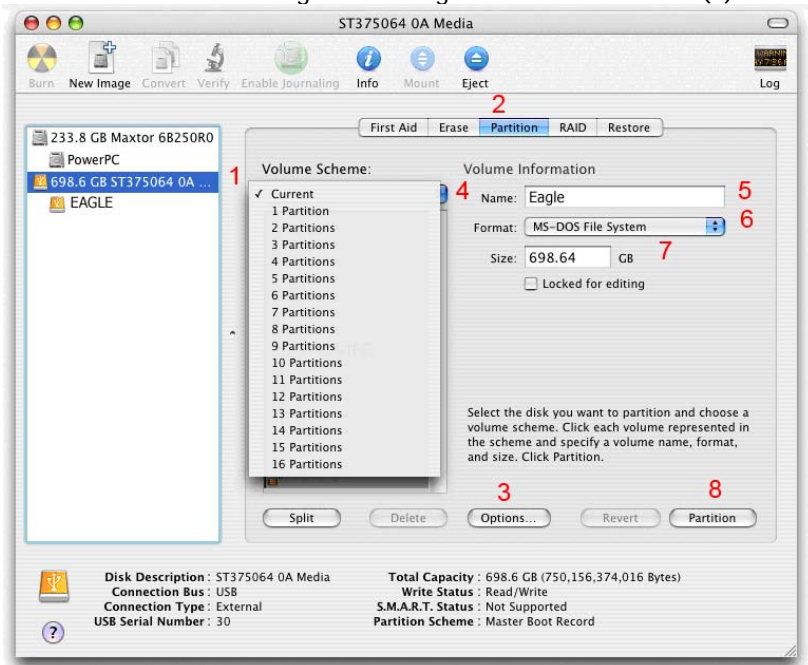 ST375064 0A Media
Burn New Image Convert Verify Enable Journaling Info Mount Eject Log
2
First Aid Erase Partition RAID Restore
233.8 GB Maxtor 6B250R0
PowerPC
698.6 GB ST375064 0A ...
EAGLE
1
Volume Scheme:
✓ Current
1 Partition
2 Partitions
3 Partitions
4 Partitions
5 Partitions
6 Partitions
7 Partitions
8 Partitions
9 Partitions
10 Partitions
11 Partitions
12 Partitions
13 Partitions
14 Partitions
15 Partitions
16 Partitions
4
Volume Information
Name: Eagle 5
Format: MS-DOS File System 6
Size: 698.64 GB 7
Locked for editing
Select the disk you want to partition and choose a
volume scheme. Click each volume represented in
the scheme and specify a volume name, format,
and size. Click Partition.
3
8
Split Delete Options... Revert Partition
Disk Description : ST375064 0A Media
Connection Bus : USB
Connection Type : External
USB Serial Number : 30
Total Capacity : 698.6 GB (750,156,374,016 Bytes)
Write Status : Read/Write
S.M.A.R.T. Status : Not Supported
Partition Scheme : Master Boot Record
?